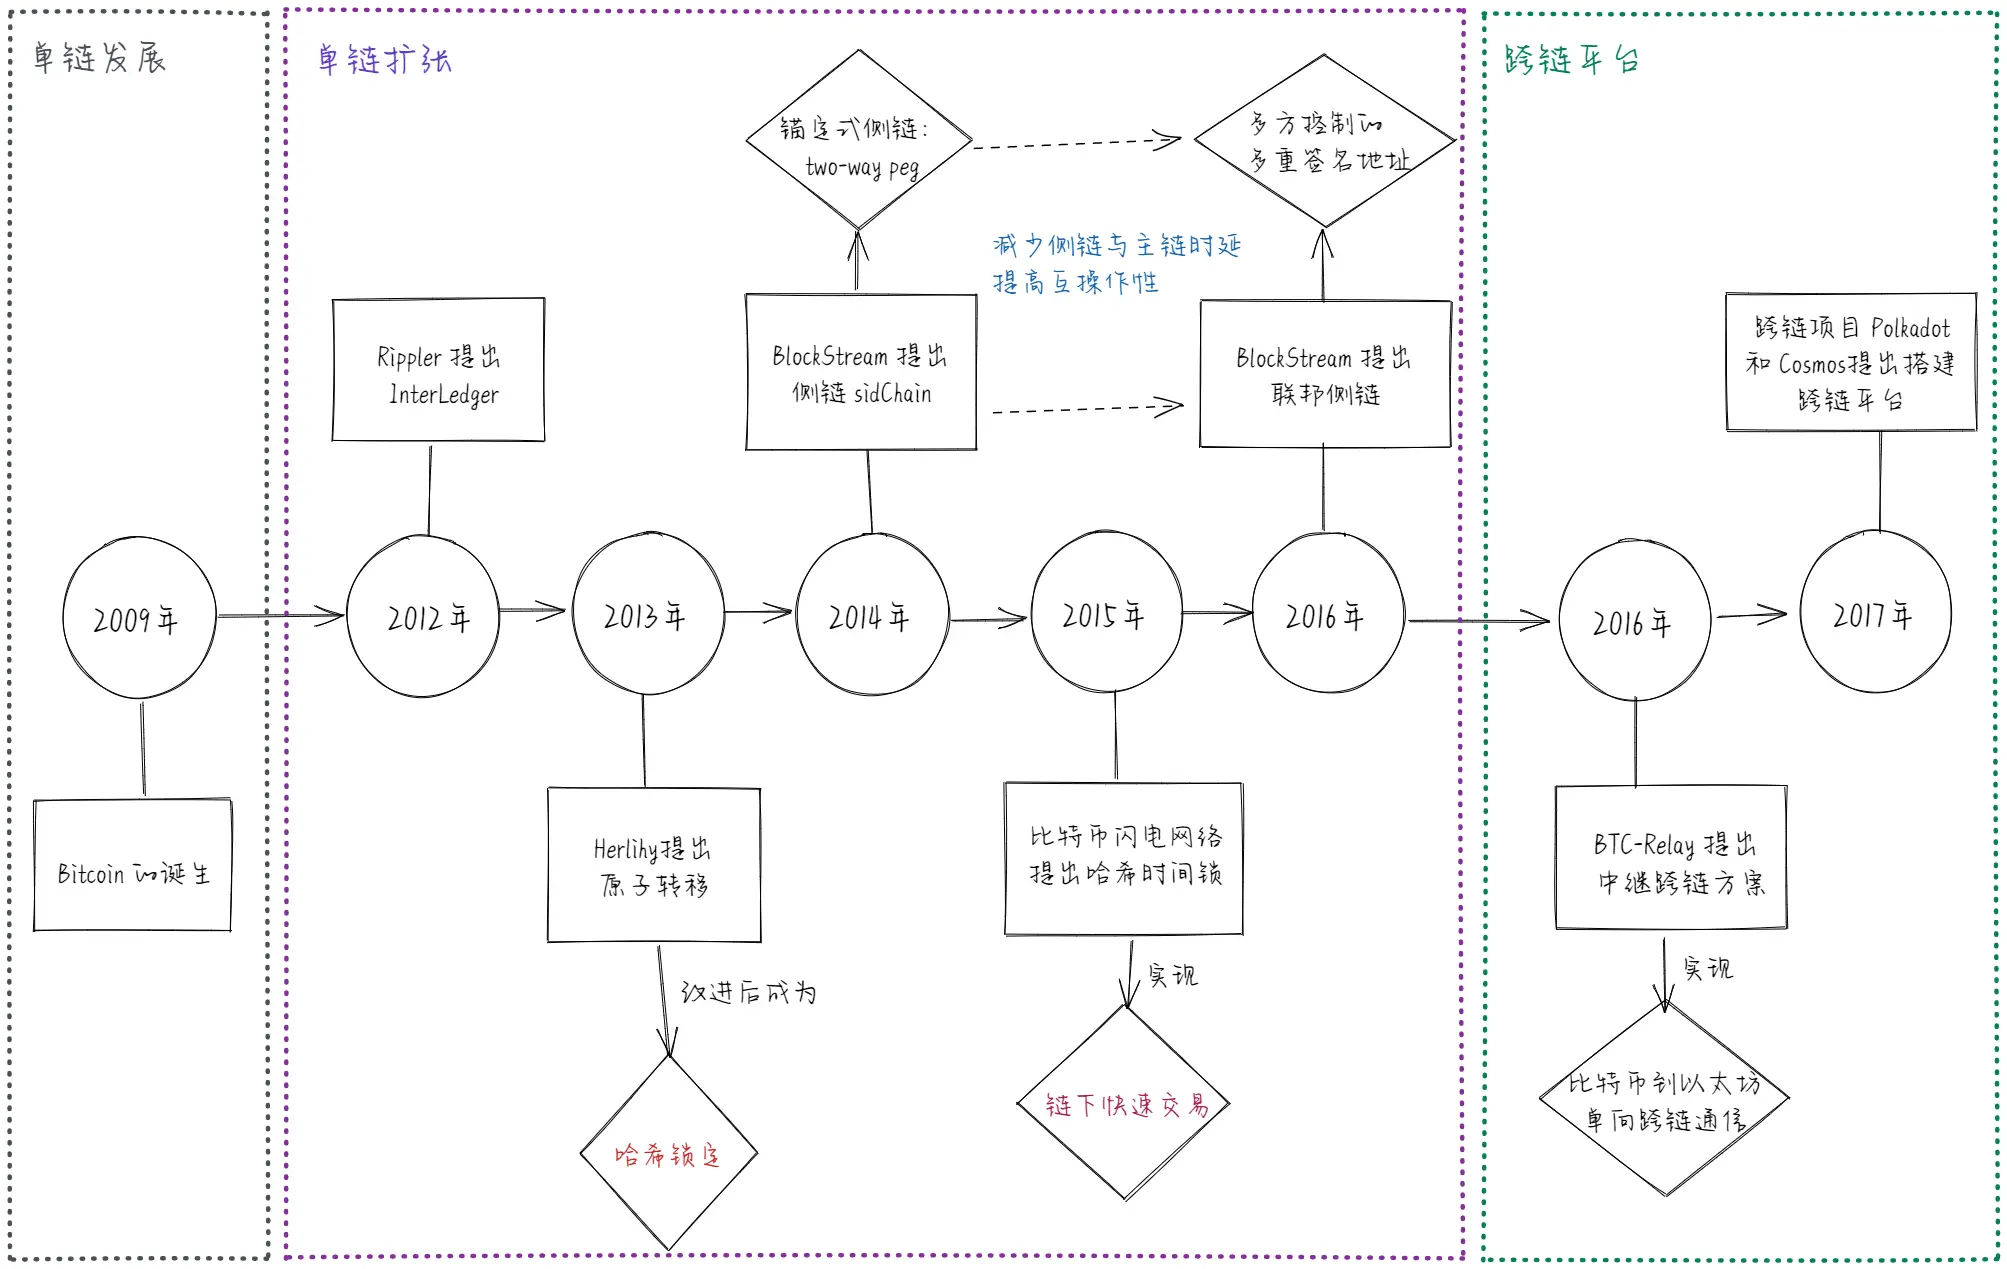 单链发展
单链扩张
跨链平台
锚定式侧链:
two-way peg
多方控制的
多重签名地址
减少侧链与主链时延
提高互操作性
Rippler 提出
InterLedger
BlockStream 提出
侧链 sidChain
BlockStream 提出
联邦侧链
跨链项目 Polkadot
和 Cosmos提出搭建
跨链平台
2009年
2012年
2013年
2014年
2015年
2016年
2016年
2017年
Bitcoin 的诞生
Herlihy提出
原子转移
比特币闪电网络
提出哈希时间锁
BTC-Relay 提出
中继跨链方案
改进后成为
实现
实现
哈希锁定
链下快速交易
比特币到以太坊
单向跨链通信